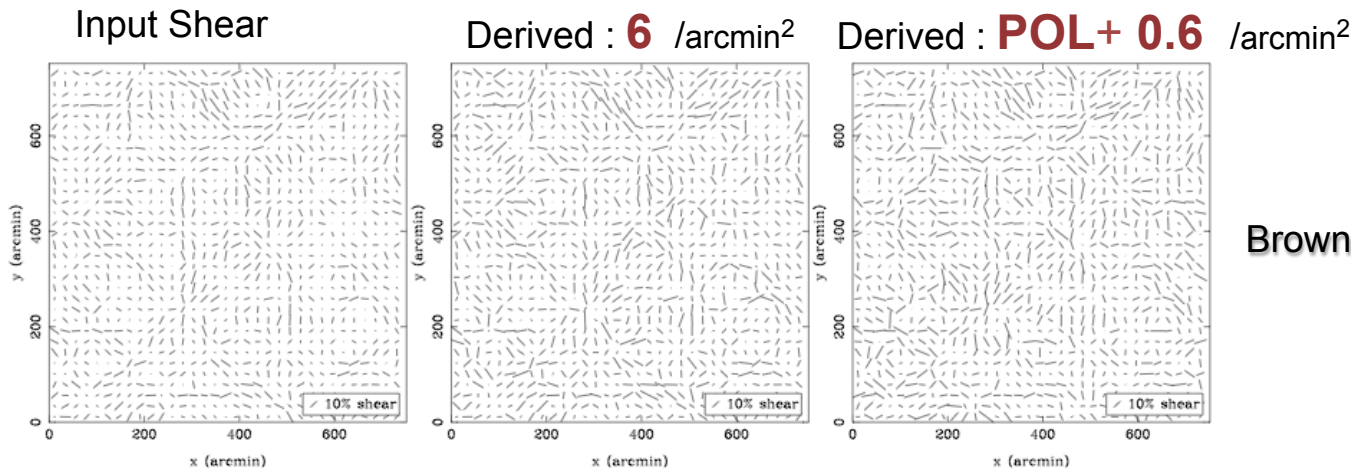 Input Shear
Derived : 6 /arcmin²
Derived : POL+ 0.6 /arcmin²
y (arcmin)
600
400
200
0
10% shear
0 200 400 600
x (arcmin)
y (arcmin)
600
400
200
0
10% shear
0 200 400 600
x (arcmin)
y (arcmin)
600
400
200
0
10% shear
0 200 400 600
x (arcmin)
Brown